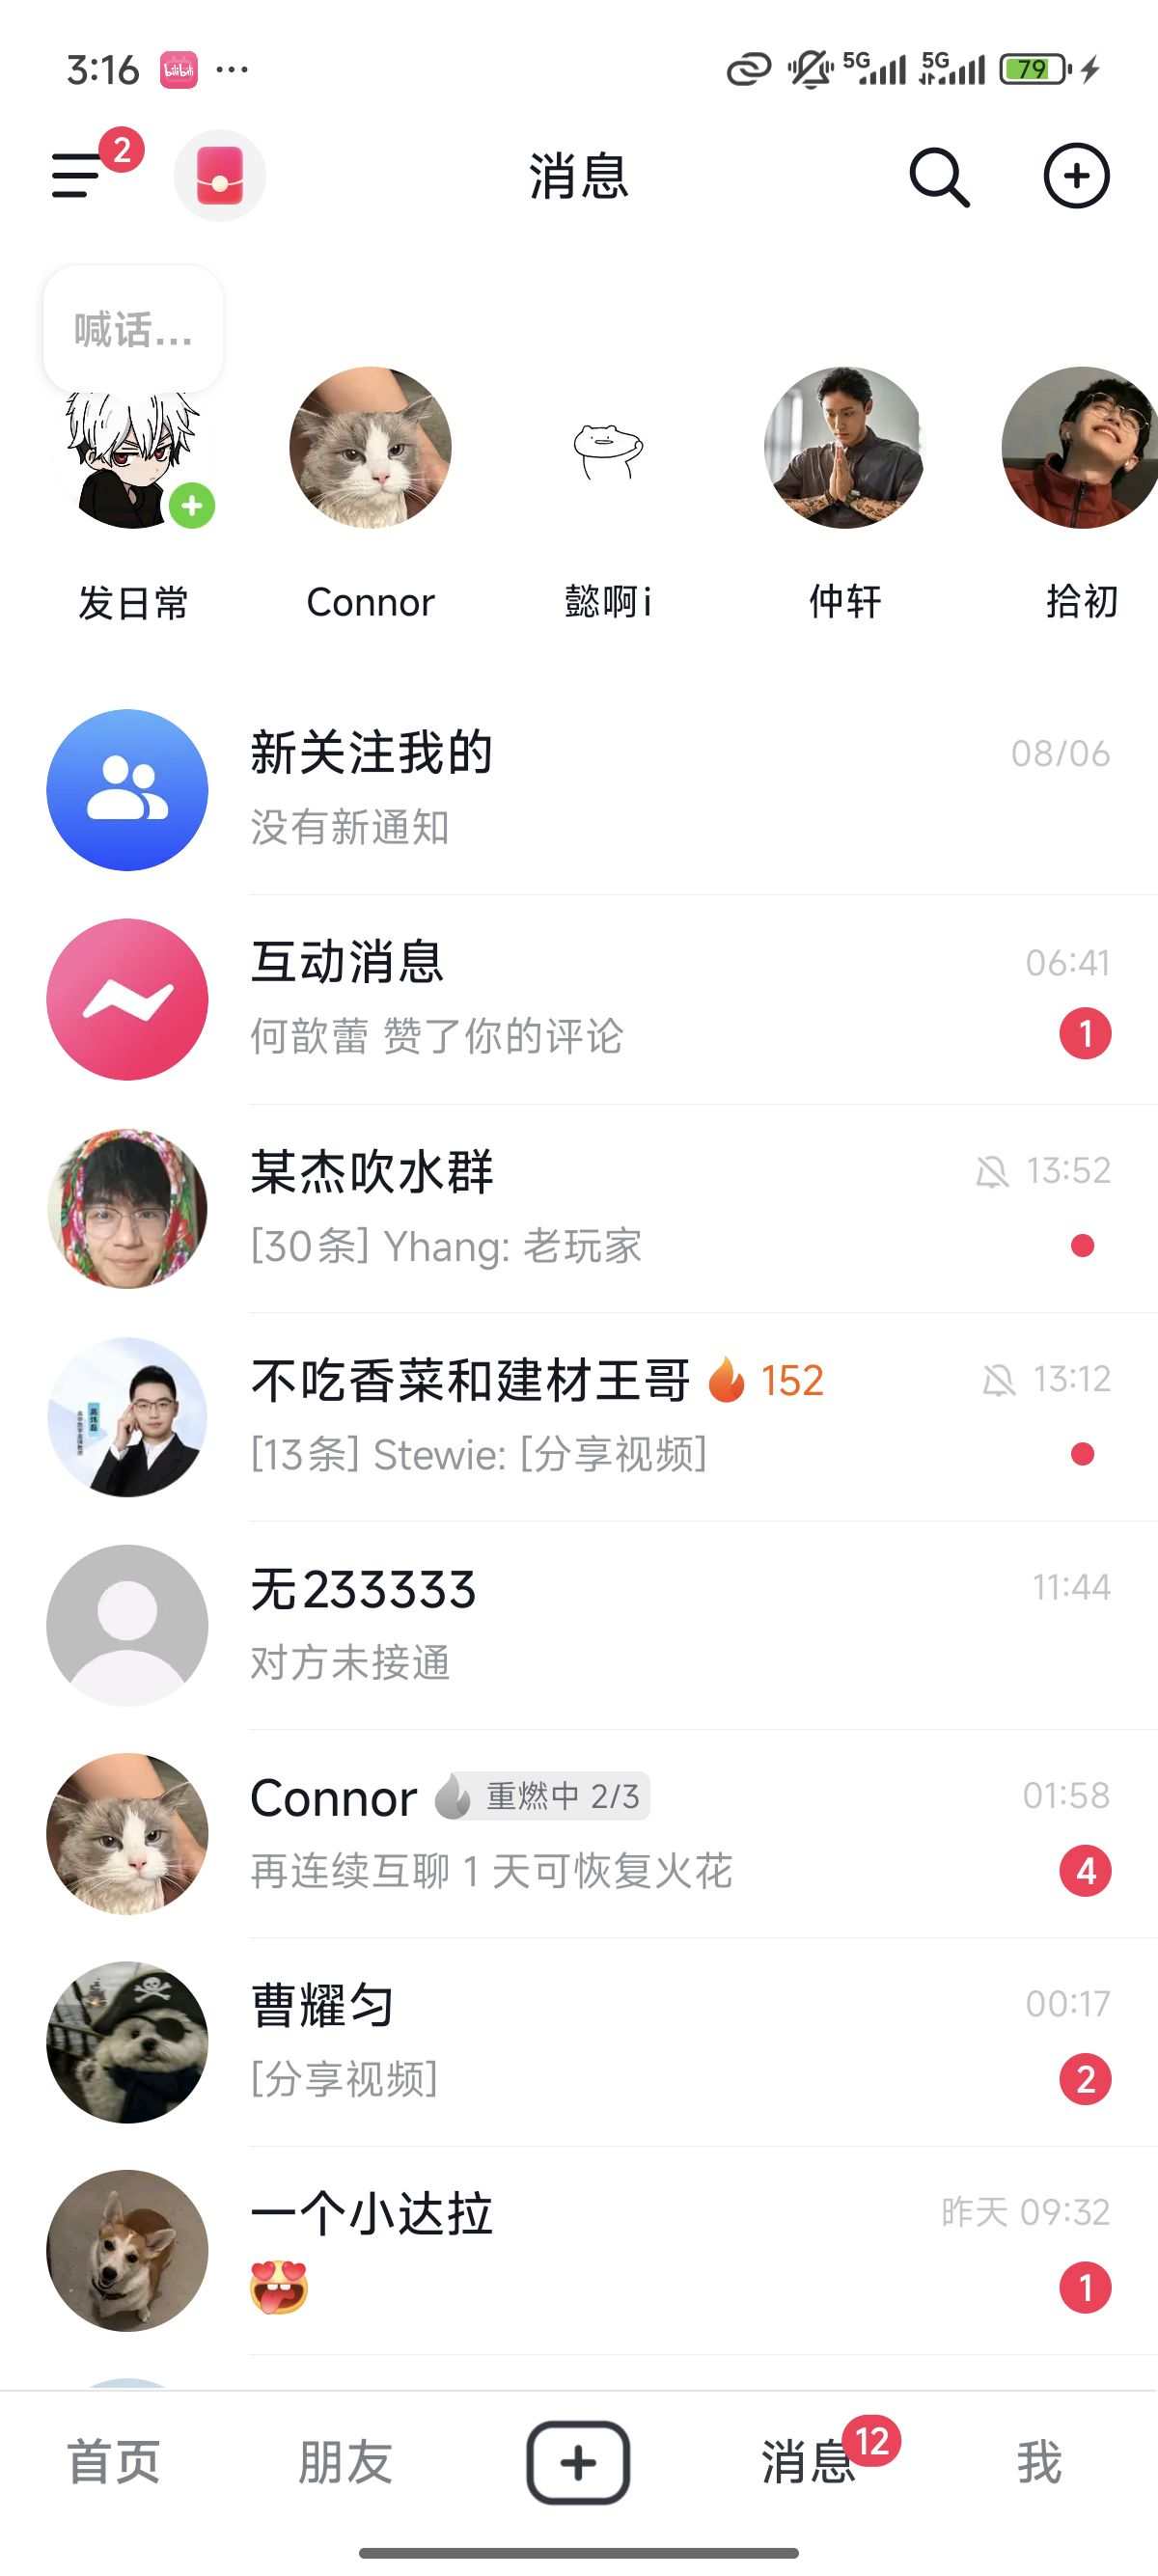 3:16 bilibili ... 5G 5G 79
2 消息
喊话...
发日常 Connor 懿啊i 仲轩 拾初
新关注我的 08/06
没有新通知
互动消息 06:41
何歆蕾 赞了你的评论 1
某杰吹水群 13:52
[30条] Yhang: 老玩家
不吃香菜和建材王哥 152 13:12
[13条] Stewie: [分享视频]
无233333 11:44
对方未接通
Connor 重燃中 2/3 01:58
再连续互聊 1 天可恢复火花 4
曹耀匀 00:17
[分享视频] 2
一个小达拉 昨天 09:32
1
首页 朋友 消息 12 我